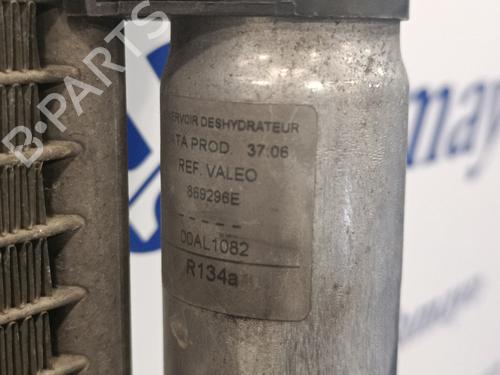 ERVOIR DESHYDRATEUR
TA PROD. 37.06
REF. VALEO
869296E
- - - - -
00AL1082
R134a
B-PARTS